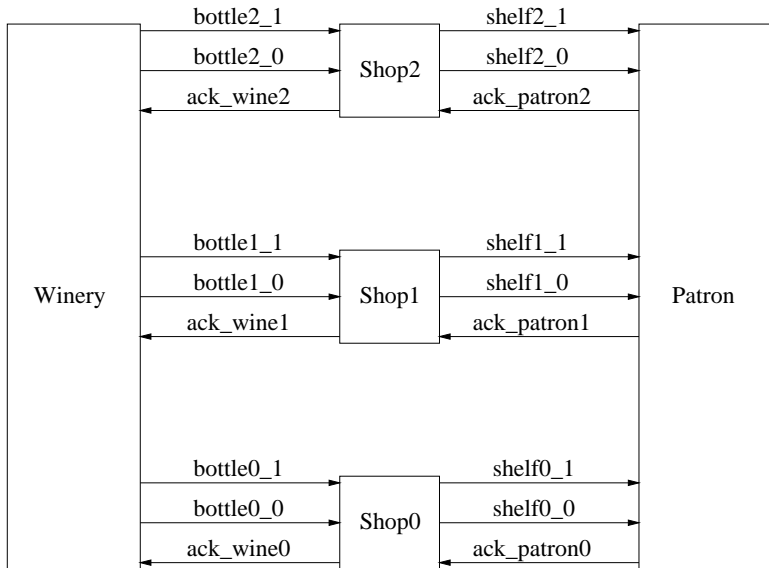 bottle2_1
shelf2_1
bottle2_0
Shop2
shelf2_0
ack_wine2
ack_patron2
bottle1_1
shelf1_1
Winery
bottle1_0
Shop1
shelf1_0
Patron
ack_wine1
ack_patron1
bottle0_1
shelf0_1
bottle0_0
Shop0
shelf0_0
ack_wine0
ack_patron0